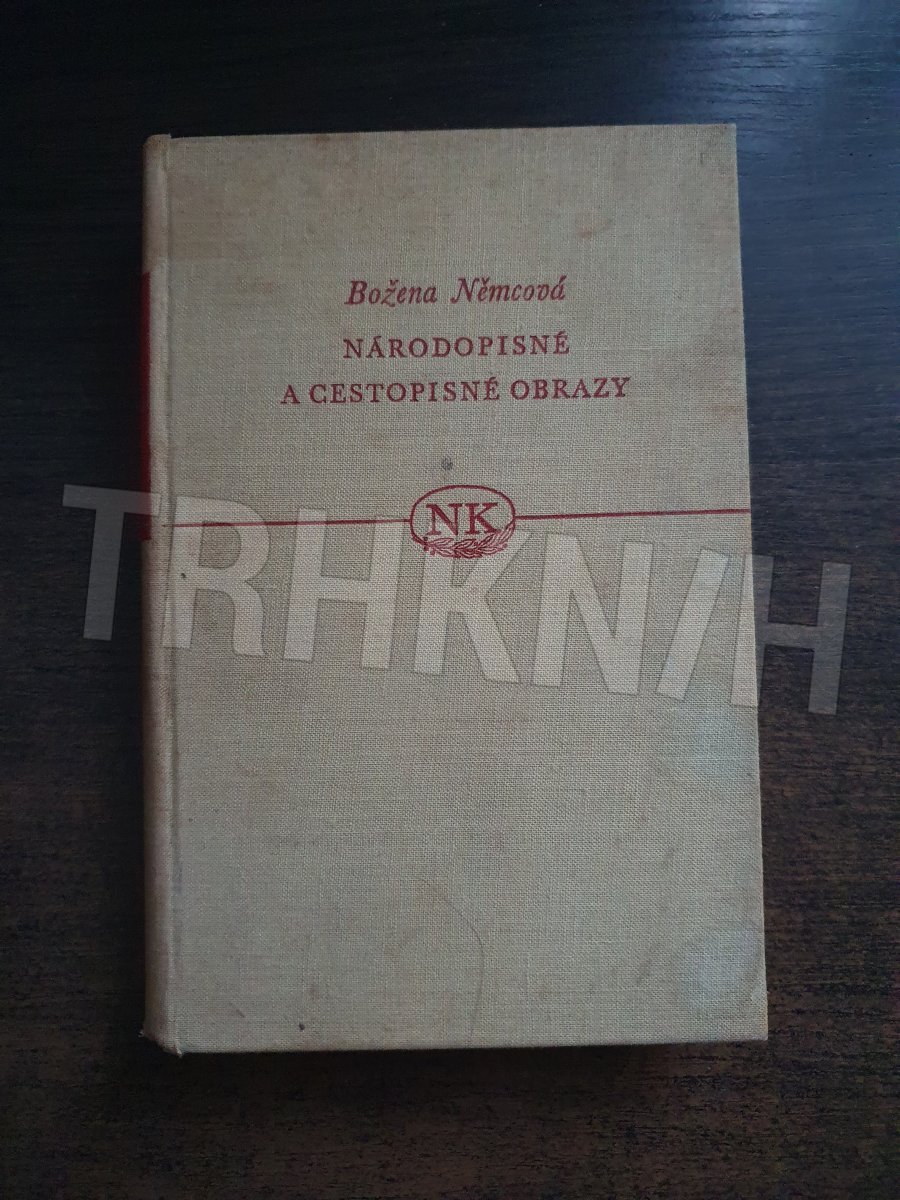 Božena Němcová
NÁRODOPISNÉ
A CESTOPISNÉ OBRAZY
NK
TRHKNIH